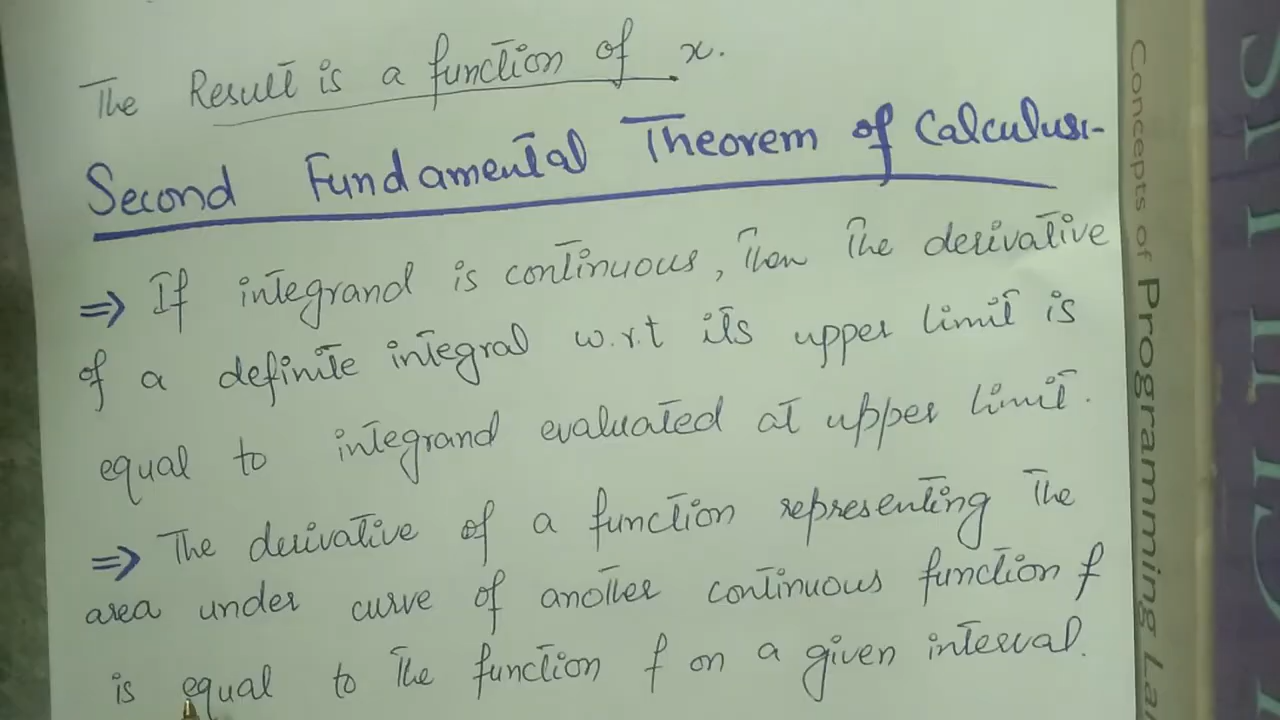 The Result is a function of x.
Second Fundamental Theorem of Calculus:-
⇒ If integrand is continuous, then the derivative
of a definite integral w.r.t its upper limit is
equal to integrand evaluated at upper limit.
⇒ The derivative of a function representing the
area under curve of another continuous function f
is equal to the function f on a given interval.
Concepts of Programming La